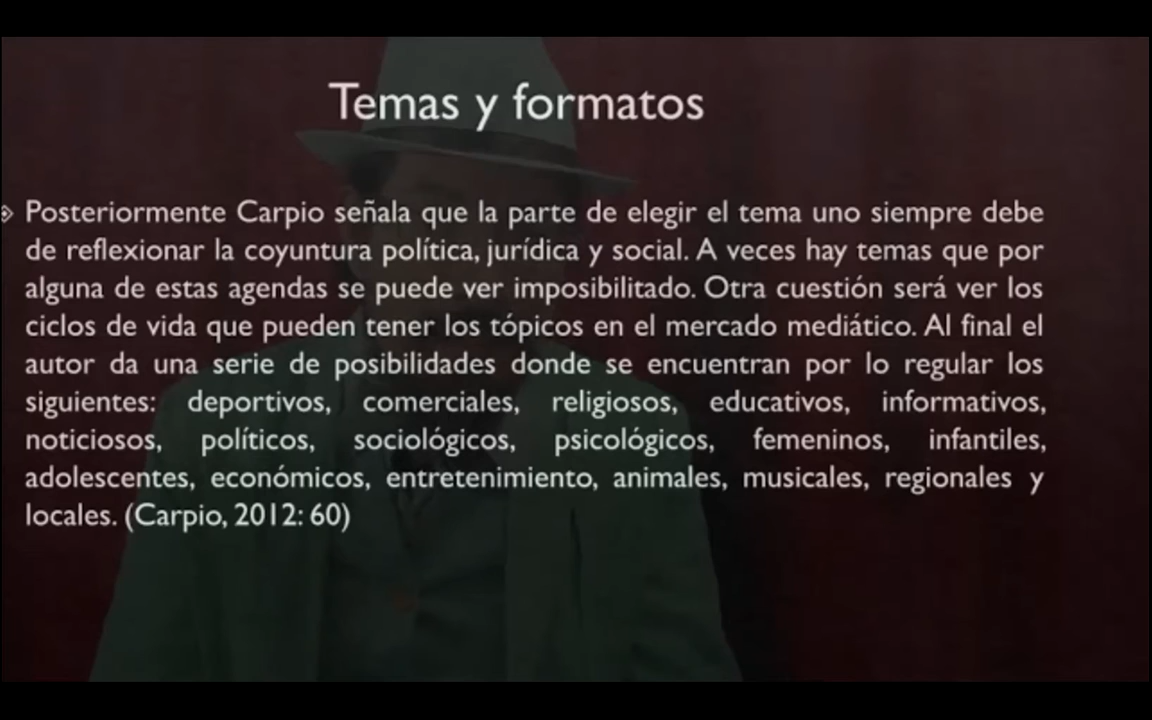 Temas y formatos
Posteriormente Carpio señala que la parte de elegir el tema uno siempre debe
de reflexionar la coyuntura política, jurídica y social. A veces hay temas que por
alguna de estas agendas se puede ver imposibilitado. Otra cuestión será ver los
ciclos de vida que pueden tener los tópicos en el mercado mediático. Al final el
autor da una serie de posibilidades donde se encuentran por lo regular los
siguientes: deportivos, comerciales, religiosos, educativos, informativos,
noticiosos, políticos, sociológicos, psicológicos, femeninos, infantiles,
adolescentes, económicos, entretenimiento, animales, musicales, regionales y
locales. (Carpio, 2012: 60)